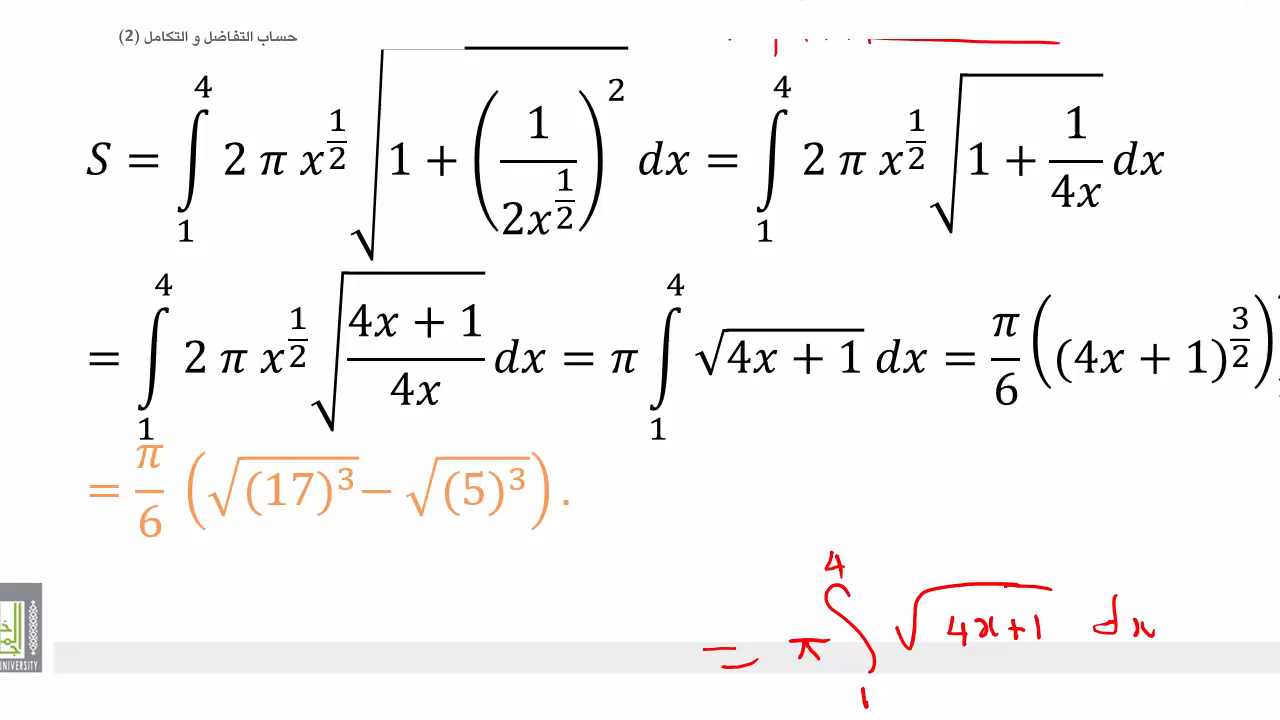 حساب التفاضل و التكامل (2)
S = ∫₁⁴ 2 π x^(1/2) √(1 + (1/(2x^(1/2)))²) dx = ∫₁⁴ 2 π x^(1/2) √(1 + 1/(4x)) dx
= ∫₁⁴ 2 π x^(1/2) √((4x + 1)/(4x)) dx = π ∫₁⁴ √(4x + 1) dx = π/6 ((4x + 1)^(3/2))
= π/6 (√((17)³) − √((5)³)) .
= π ∫₁⁴ √(4x+1) dx
UNIVERSITY